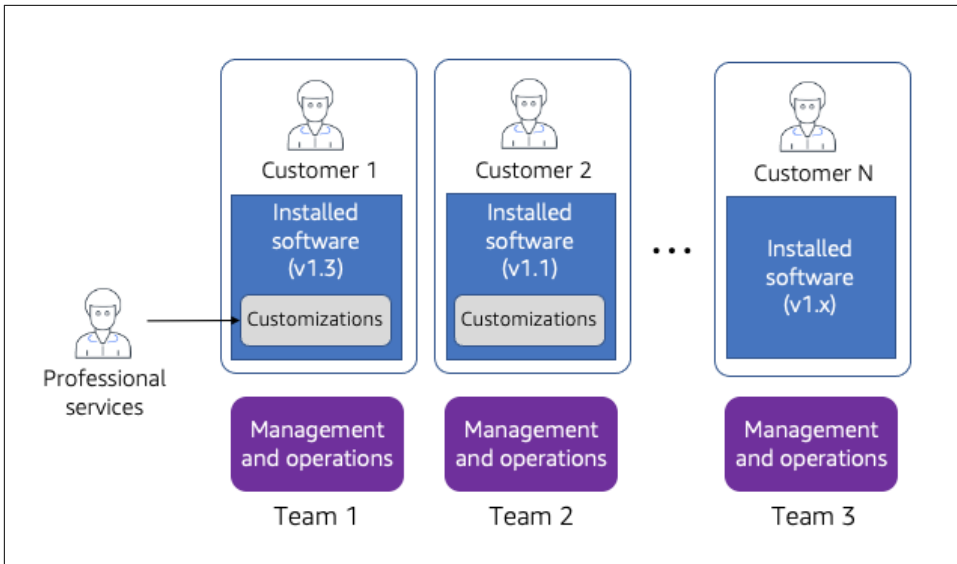 Customer 1
Installed
software
(v1.3)
Customizations
Professional
services
Management
and operations
Team 1
Customer 2
Installed
software
(v1.1)
Customizations
Management
and operations
Team 2
...
Customer N
Installed
software
(v1.x)
Management
and operations
Team 3